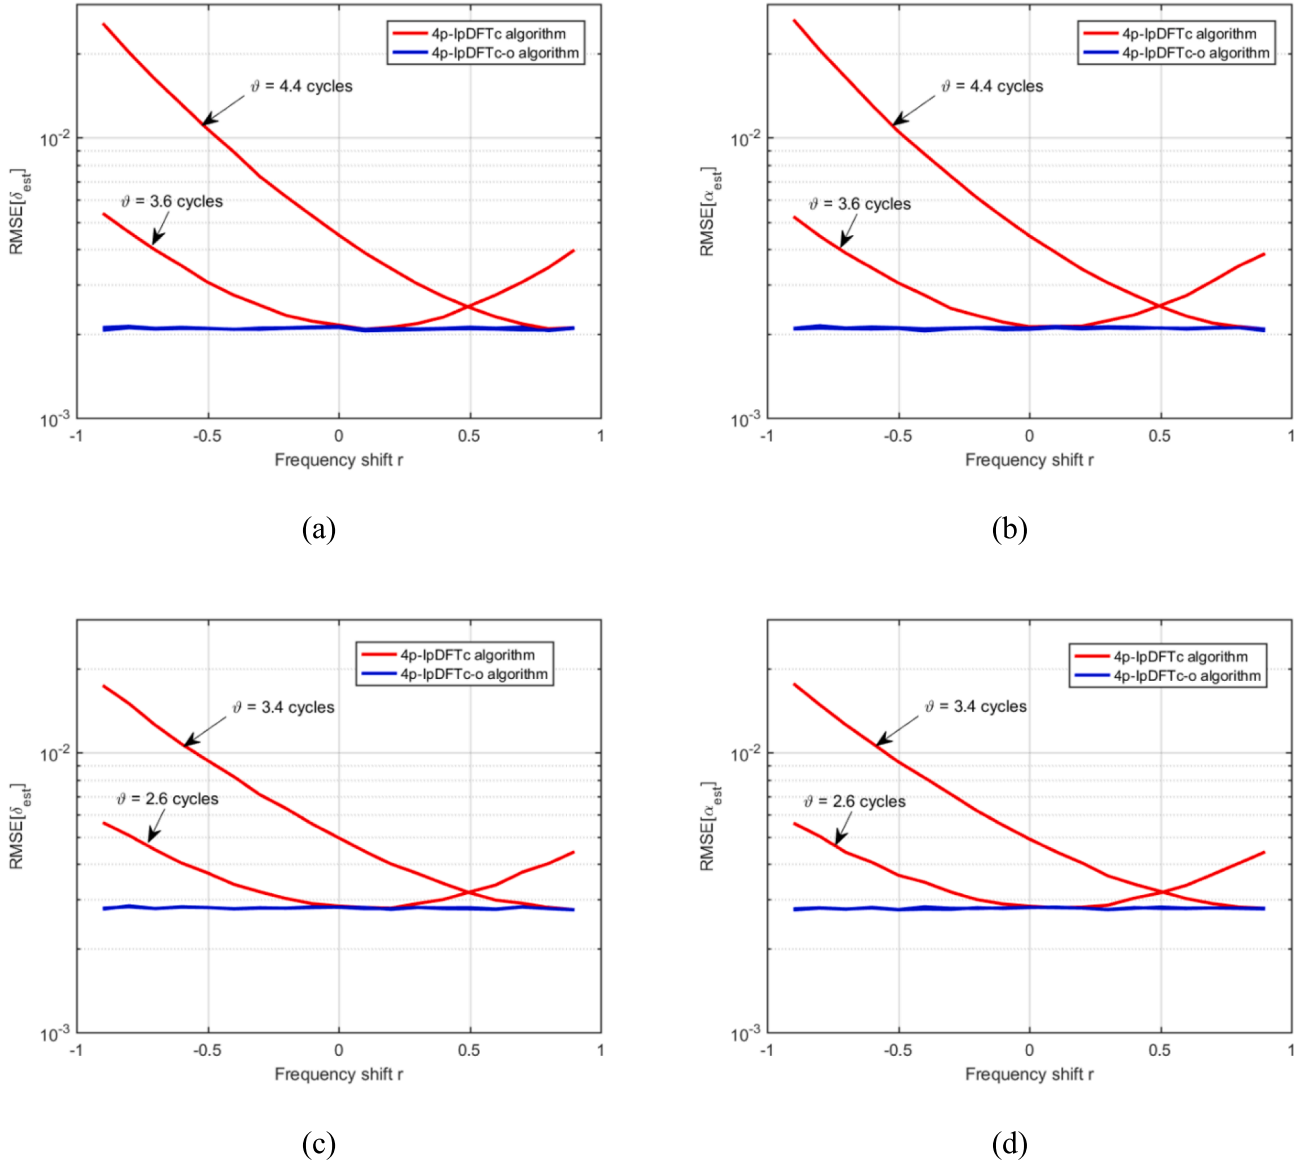 4p-IpDFTc algorithm
4p-IpDFTc-o algorithm
ϑ = 4.4 cycles
ϑ = 3.6 cycles
10⁻²
10⁻³
RMSE[δest]
-1 -0.5 0 0.5 1
Frequency shift r
(a)
4p-IpDFTc algorithm
4p-IpDFTc-o algorithm
ϑ = 4.4 cycles
ϑ = 3.6 cycles
10⁻²
10⁻³
RMSE[αest]
-1 -0.5 0 0.5 1
Frequency shift r
(b)
4p-IpDFTc algorithm
4p-IpDFTc-o algorithm
ϑ = 3.4 cycles
ϑ = 2.6 cycles
10⁻²
10⁻³
RMSE[δest]
-1 -0.5 0 0.5 1
Frequency shift r
(c)
4p-IpDFTc algorithm
4p-IpDFTc-o algorithm
ϑ = 3.4 cycles
ϑ = 2.6 cycles
10⁻²
10⁻³
RMSE[αest]
-1 -0.5 0 0.5 1
Frequency shift r
(d)